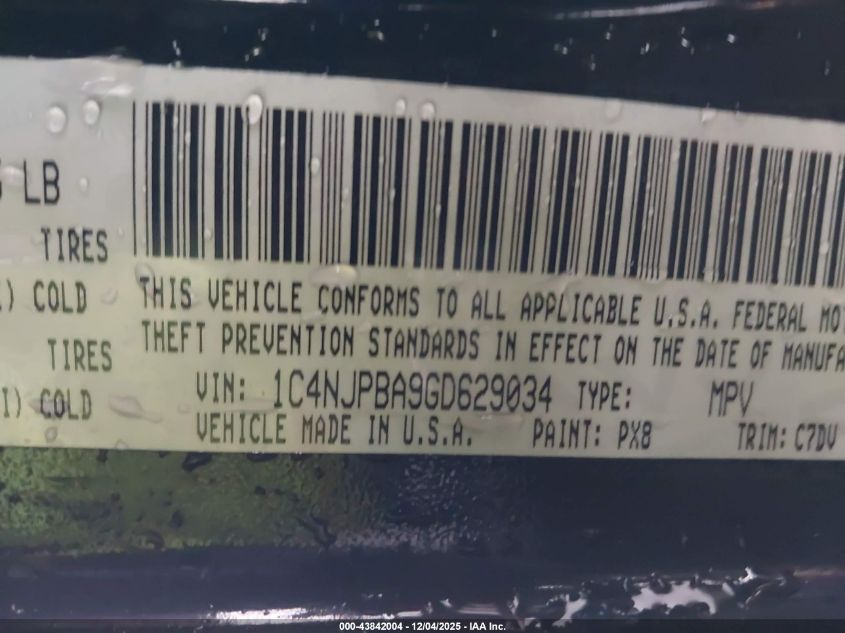 LB
TIRES
COLD
TIRES
COLD
THIS VEHICLE CONFORMS TO ALL APPLICABLE U.S.A. FEDERAL
THEFT PREVENTION STANDARDS IN EFFECT ON THE DATE OF
VIN: 1C4NJPBA9GD629034 TYPE: MPV
VEHICLE MADE IN U.S.A. PAINT: PX8 TRIM: C7DV
000-43842004 - 12/04/2025 - IAA Inc.